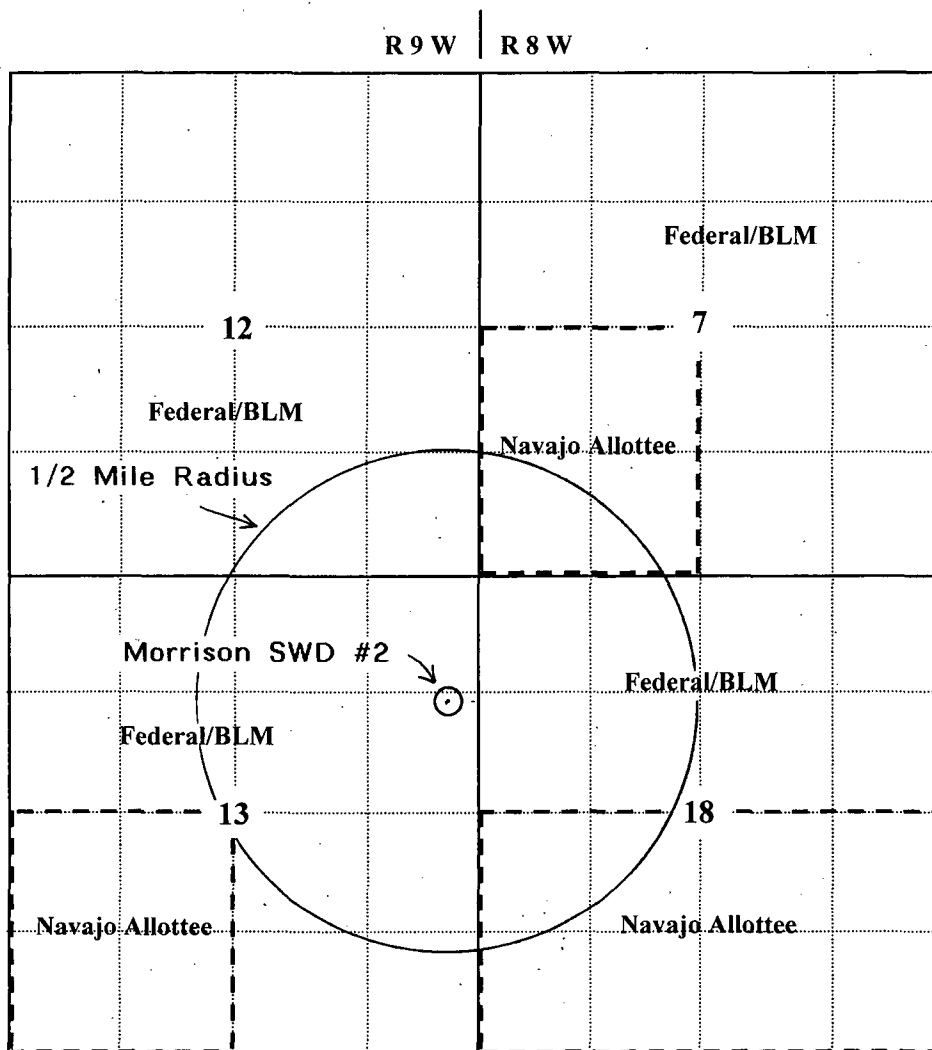 R 9 W | R 8 W
Federal/BLM
12
7
Federal/BLM
Navajo Allottee
1/2 Mile Radius
Morrison SWD #2
Federal/BLM
Federal/BLM
13
18
Navajo Allottee
Navajo Allottee